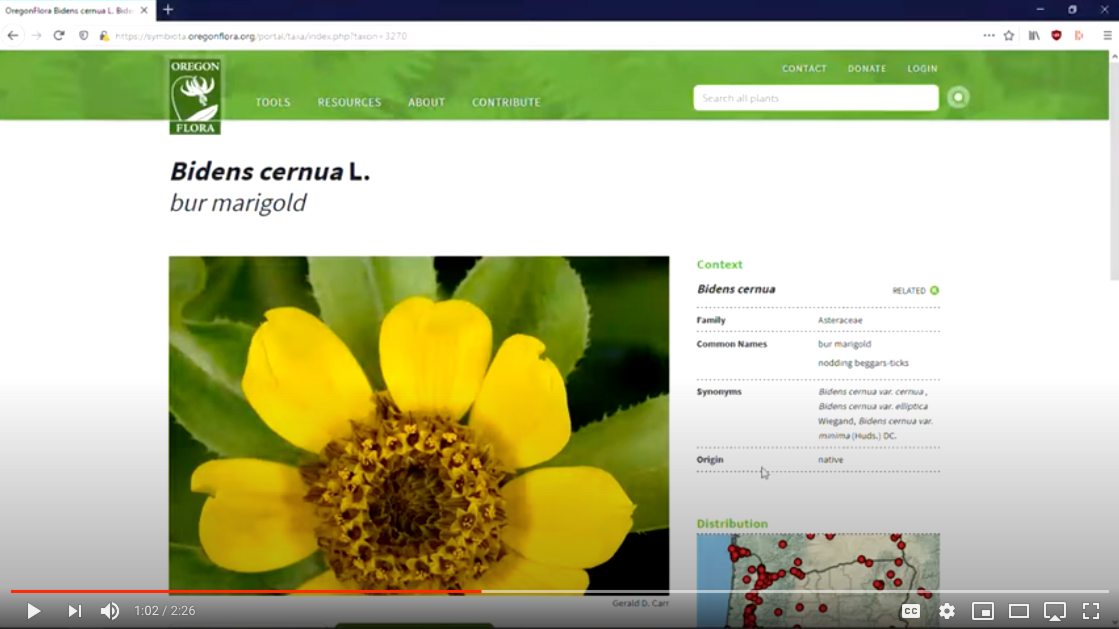 OregonFlora Bidens cernua L. Bid
https://symbiota.oregonflora.org/portal/taxa/index.php?taxon=3270
OREGON
FLORA
CONTACT DONATE LOGIN
TOOLS RESOURCES ABOUT CONTRIBUTE
Search all plants
Bidens cernua L.
bur marigold
Context
Bidens cernua RELATED
Family Asteraceae
Common Names bur marigold
nodding beggars-ticks
Synonyms Bidens cernua var. cernua ,
Bidens cernua var. elliptica
Wiegand, Bidens cernua var.
minima (Huds.) DC.
Origin native
Distribution
Gerald D. Carr
1:02 / 2:26
CC